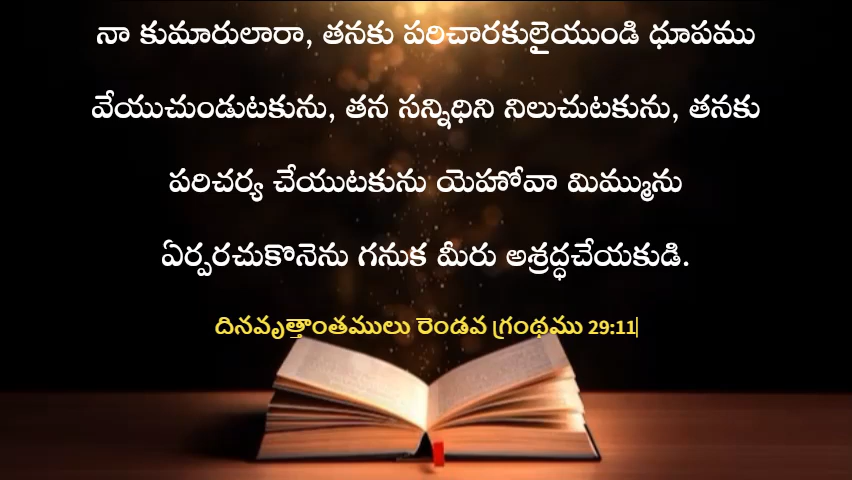 నా కుమారులారా, తనకు పరిచారకులైయుండి ధూపము
వేయుచుండుటకును, తన సన్నిధిని నిలుచుటకును, తనకు
పరిచర్య చేయుటకును యెహోవా మిమ్మును
ఏర్పరచుకొనెను గనుక మీరు అశ్రద్ధచేయకుడి.
దినవృత్తాంతములు రెండవ గ్రంథము 29:11